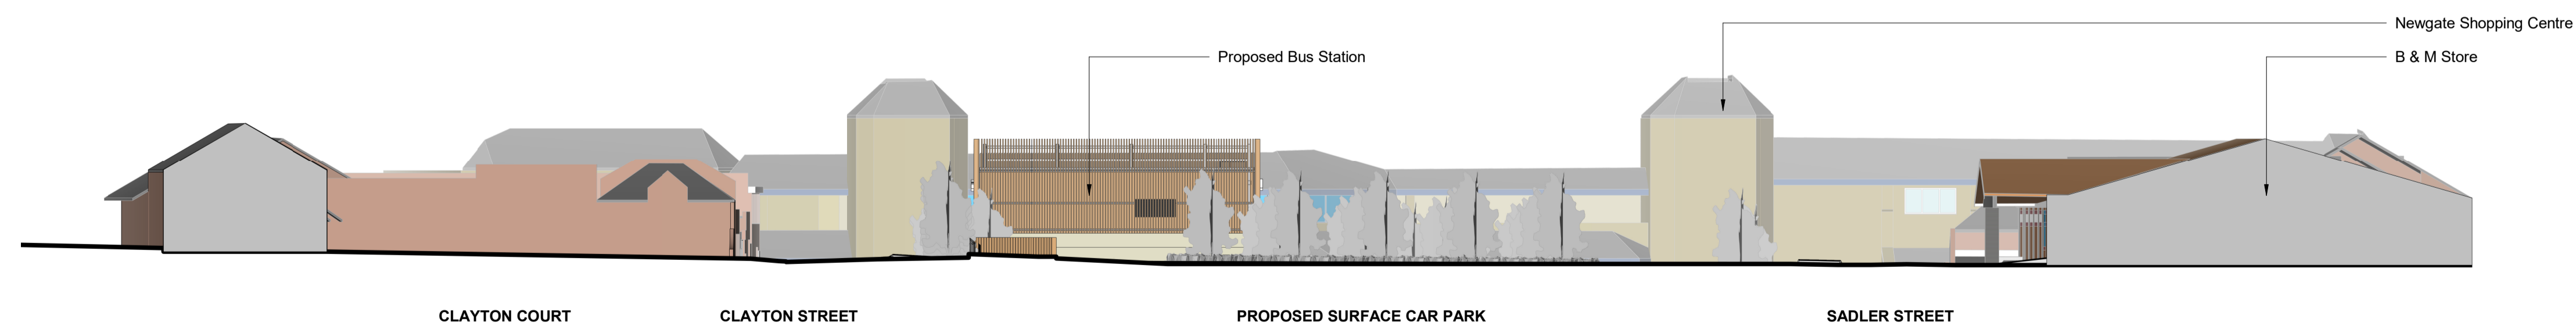 Newgate Shopping Centre
Proposed Bus Station
B & M Store
CLAYTON COURT
CLAYTON STREET
PROPOSED SURFACE CAR PARK
SADLER STREET